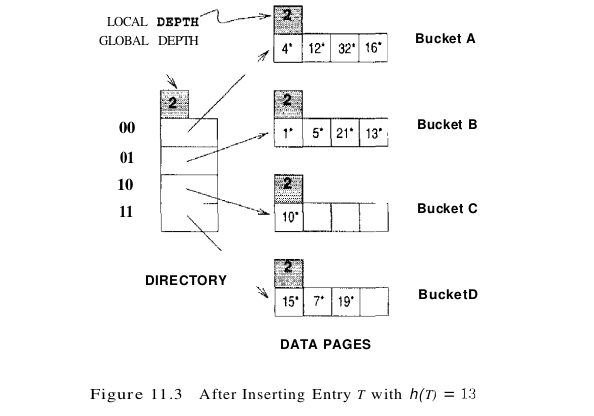 2
LOCAL DEPTH
GLOBAL DEPTH
4* 12* 32* 16*
Bucket A
2
2
00
1* 5* 21* 13*
Bucket B
01
10
2
11
10*
Bucket C
2
DIRECTORY
15* 7* 19*
BucketD
DATA PAGES
Figure 11.3 After Inserting Entry T with h(T) = 13